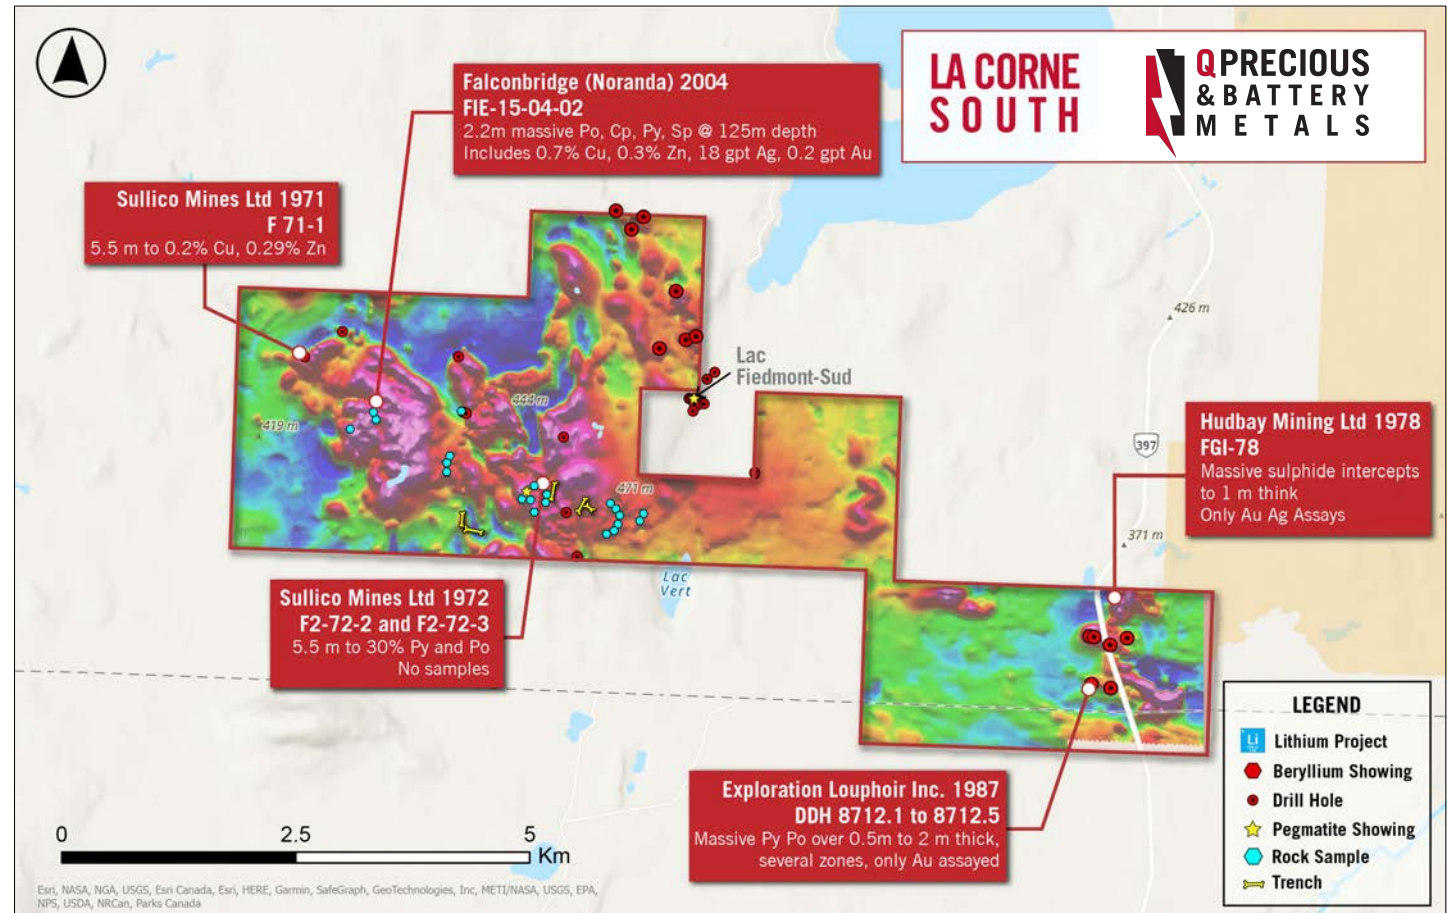 LA CORNE
SOUTH
QPRECIOUS
&BATTERY
METALS
Falconbridge (Noranda) 2004
FIE-15-04-02
2.2m massive Po, Cp, Py, Sp @ 125m depth
Includes 0.7% Cu, 0.3% Zn, 18 gpt Ag, 0.2 gpt Au
Sullico Mines Ltd 1971
F 71-1
5.5 m to 0.2% Cu, 0.29% Zn
426 m
Lac
Fiedmont-Sud
444 m
419 m
397
Hudbay Mining Ltd 1978
FGI-78
Massive sulphide intercepts
to 1 m think
Only Au Ag Assays
471 m
371 m
Lac
Vert
Sullico Mines Ltd 1972
F2-72-2 and F2-72-3
5.5 m to 30% Py and Po
No samples
Exploration Louphoir Inc. 1987
DDH 8712.1 to 8712.5
Massive Py Po over 0.5m to 2 m thick,
several zones, only Au assayed
LEGEND
Li
Lithium Project
Beryllium Showing
Drill Hole
Pegmatite Showing
Rock Sample
Trench
0 2.5 5
Km
Esri, NASA, NGA, USGS, Esri Canada, Esri, HERE, Garmin, SafeGraph, GeoTechnologies, Inc, METI/NASA, USGS, EPA,
NPS, USDA, NRCan, Parks Canada